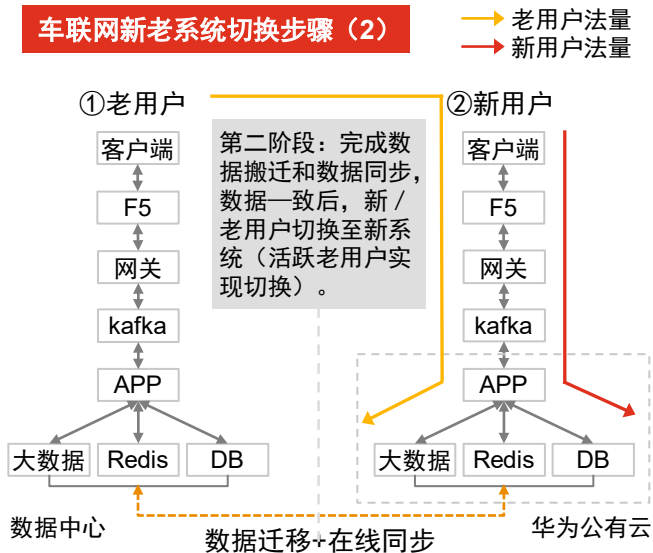 车联网新老系统切换步骤（2）
老用户法量
新用户法量
①老用户
客户端
F5
网关
kafka
APP
大数据
Redis
DB
数据中心
第二阶段：完成数
据搬迁和数据同步，
数据—致后，新／
老用户切换至新系
统（活跃老用户实
现切换）。
②新用户
客户端
F5
网关
kafka
APP
大数据
Redis
DB
华为公有云
数据迁移+在线同步